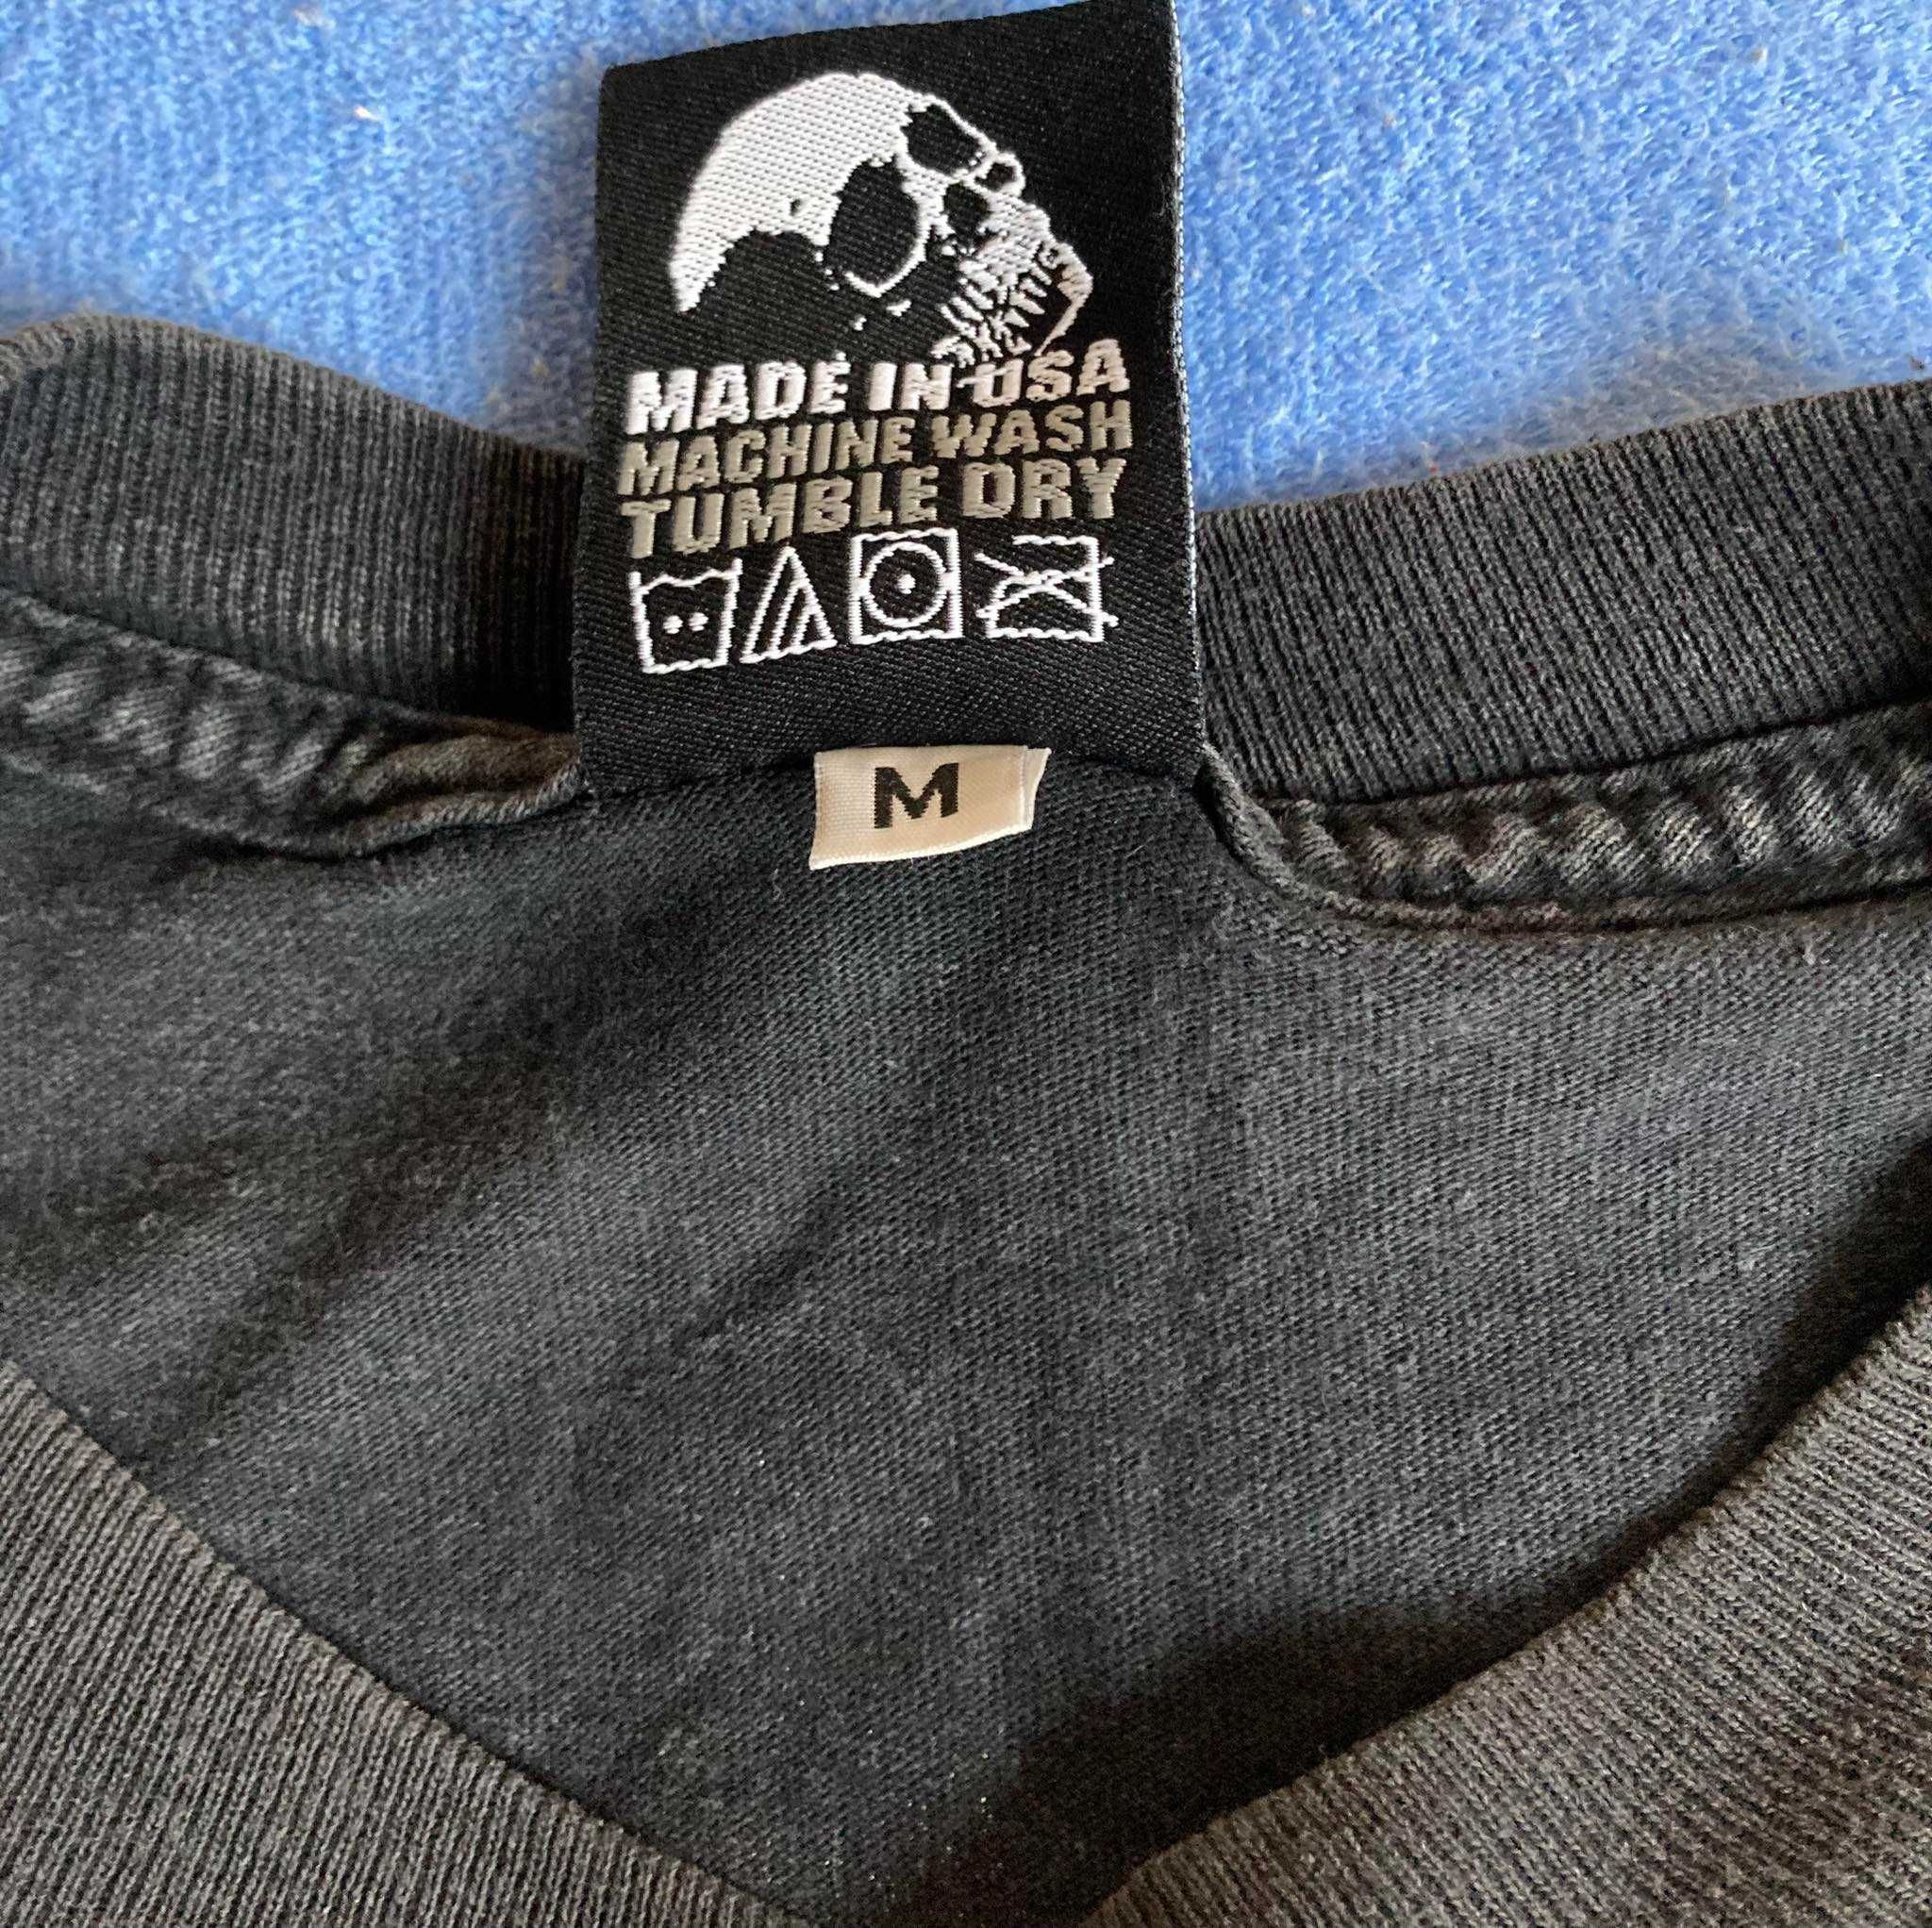 MADE IN USA
MACHINE WASH
TUMBLE DRY
M